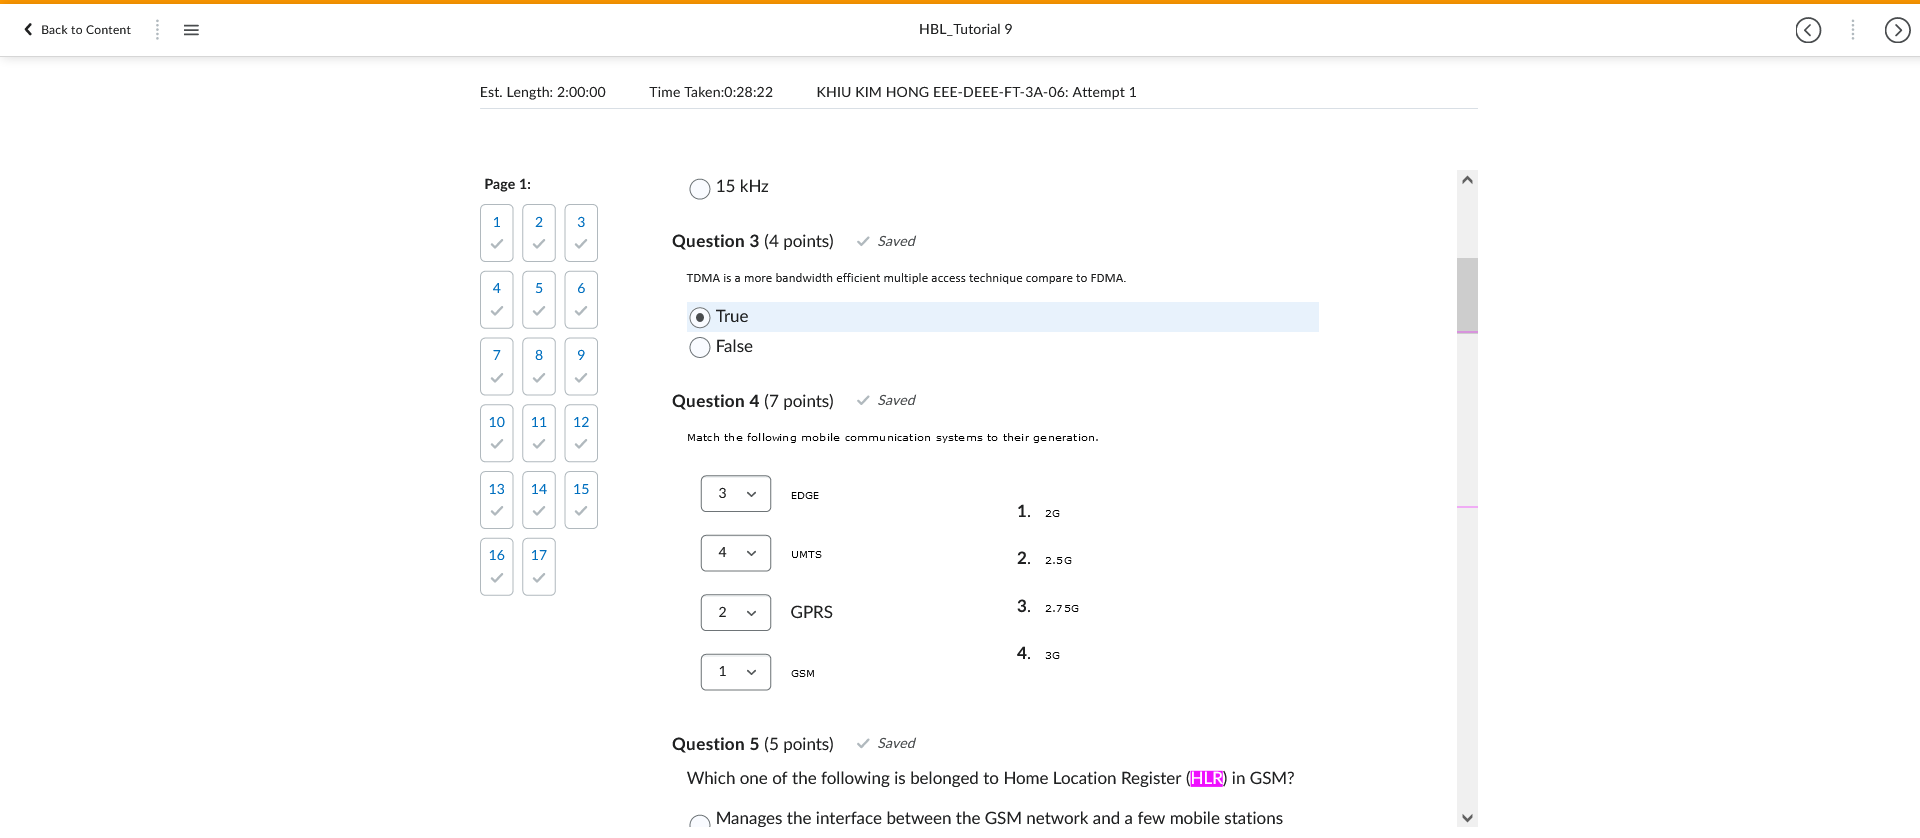 Back to Content
HBL_Tutorial 9
Est. Length: 2:00:00 Time Taken:0:28:22 KHIU KIM HONG EEE-DEEE-FT-3A-06: Attempt 1
Page 1:
1 2 3
4 5 6
7 8 9
10 11 12
13 14 15
16 17
15 kHz
Question 3 (4 points) Saved
TDMA is a more bandwidth efficient multiple access technique compare to FDMA.
True
False
Question 4 (7 points) Saved
Match the following mobile communication systems to their generation.
3 EDGE
4 UMTS
2 GPRS
1 GSM
1. 2G
2. 2.5G
3. 2.75G
4. 3G
Question 5 (5 points) Saved
Which one of the following is belonged to Home Location Register (HLR) in GSM?
Manages the interface between the GSM network and a few mobile stations